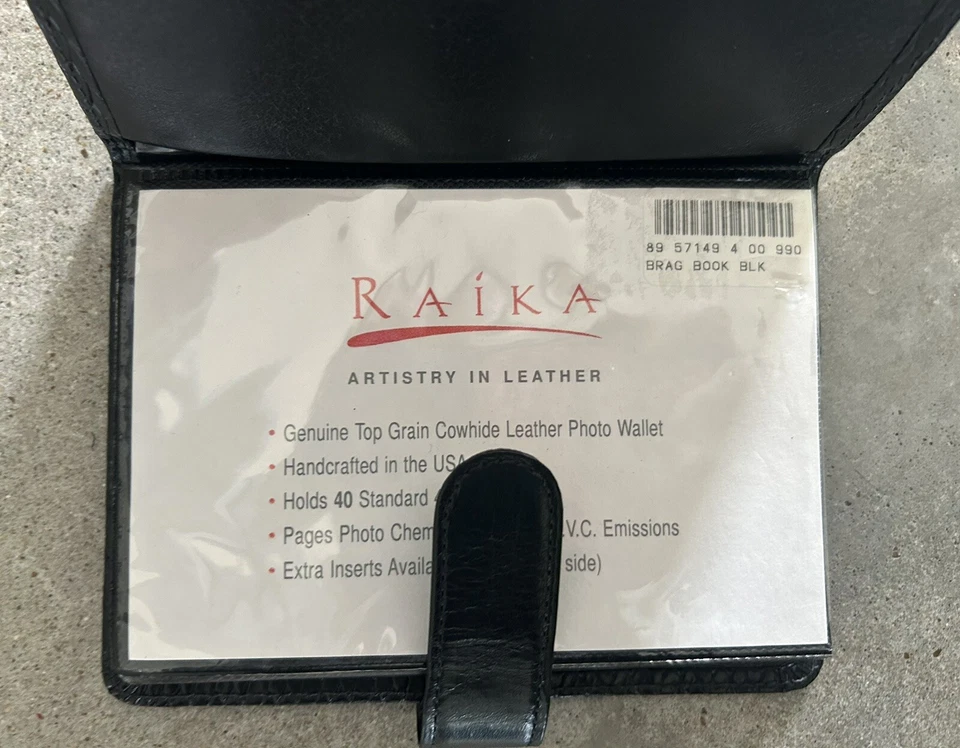 89 57149 4 00 990
BRAG BOOK BLK
RAÍKA
ARTISTRY IN LEATHER
• Genuine Top Grain Cowhide Leather Photo Wallet
• Handcrafted in the USA
• Holds 40 Standard
• Pages Photo Chem .V.C. Emissions
• Extra Inserts Availa side)